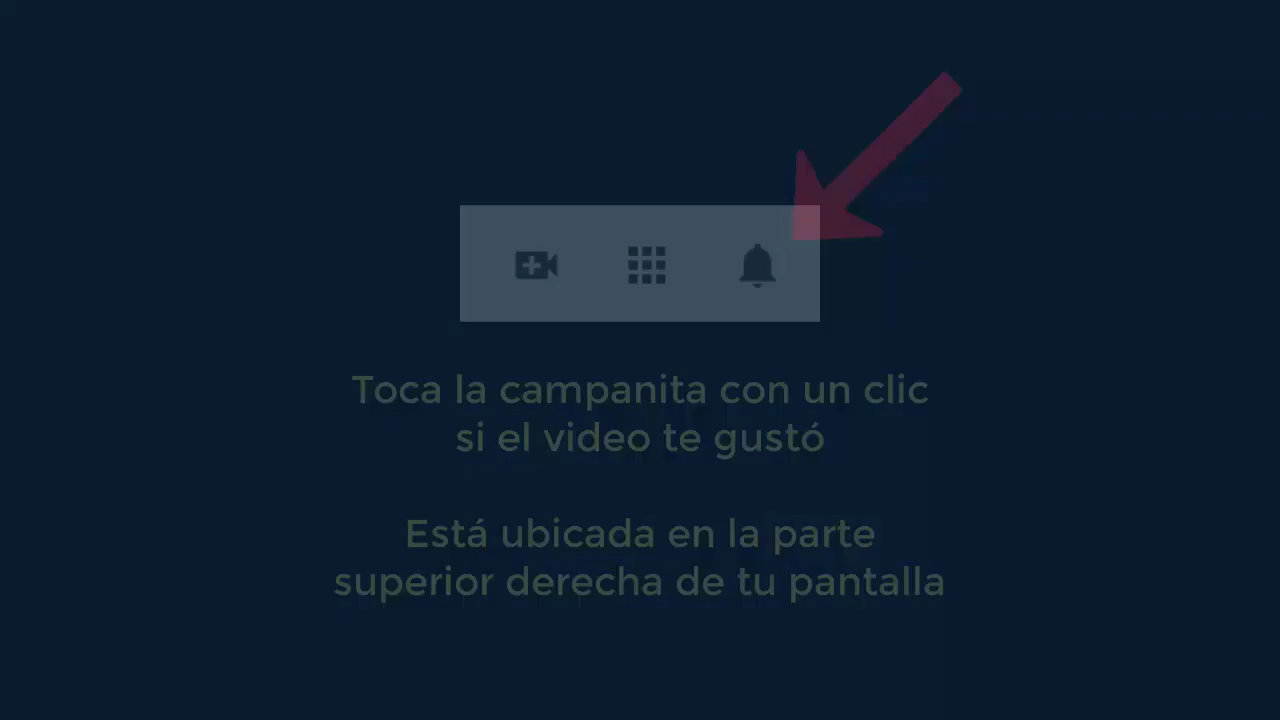 Toca la campanita con un clic
si el video te gustó
Está ubicada en la parte
superior derecha de tu pantalla